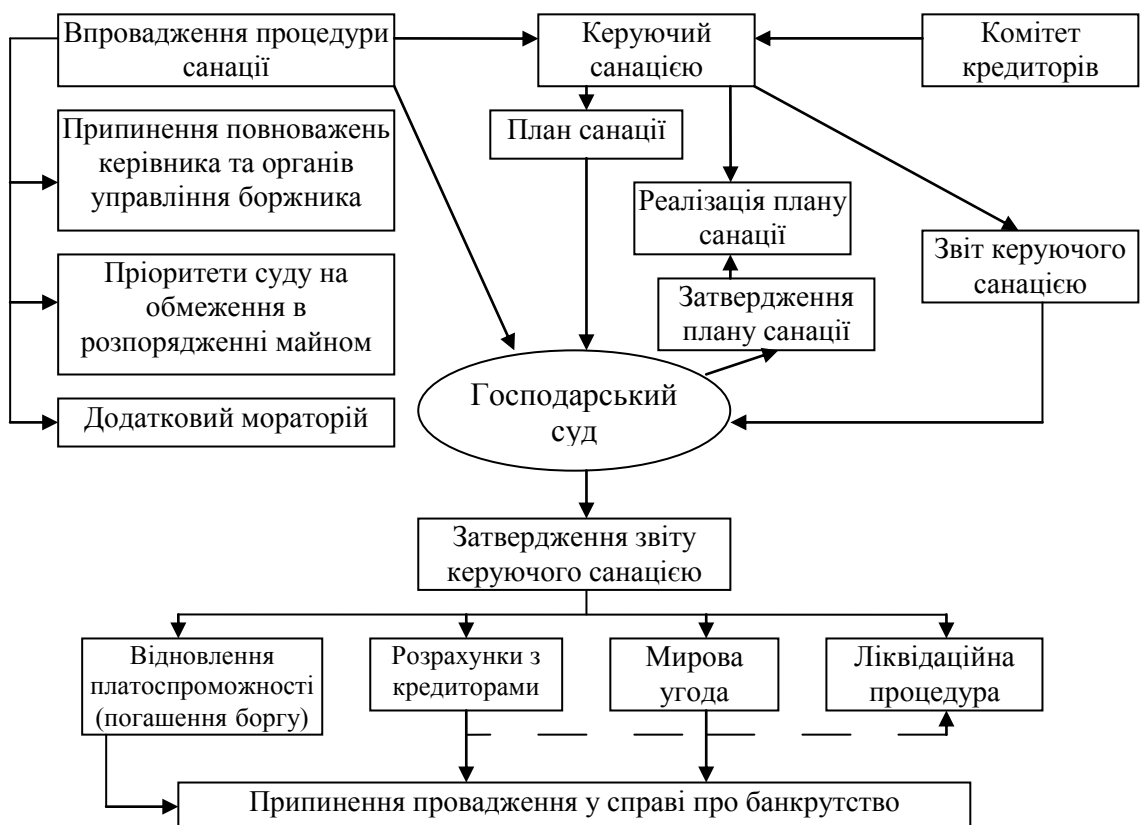 Впровадження процедури
санації
Керуючий
санацією
Комітет
кредиторів
Припинення повноважень
керівника та органів
управління боржника
План санації
Реалізація плану
санації
Звіт керуючого
санацією
Пріоритети суду на
обмеження в
розпорядженні майном
Затвердження
плану санації
Додатковий мораторій
Господарський
суд
Затвердження звіту
керуючого санацією
Відновлення
платоспроможності
(погашення боргу)
Розрахунки з
кредиторами
Мирова
угода
Ліквідаційна
процедура
Припинення провадження у справі про банкрутство